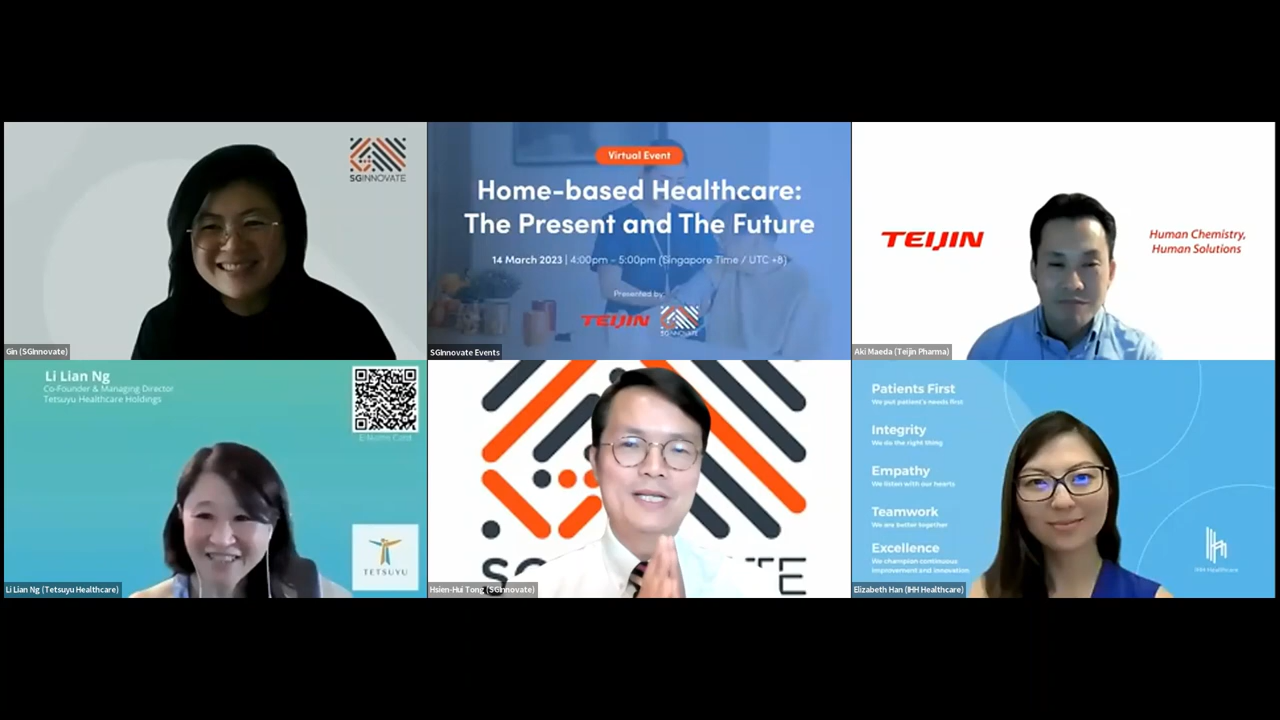 SGINNOVATE
Gin (SGInnovate)
Virtual Event
Home-based Healthcare:
The Present and The Future
14 March 2023 | 4:00pm - 5:00pm (Singapore Time / UTC +8)
Presented by:
TEIJIN
SGINNOVATE
SGInnovate Events
TEIJIN
Human Chemistry,
Human Solutions
Aki Maeda (Teijin Pharma)
Li Lian Ng
Co-Founder & Managing Director
Tetsuyu Healthcare Holdings
E-Name Card
TETSUYU
Li Lian Ng (Tetsuyu Healthcare)
SG
TE
Hsien-Hui Tong (SGInnovate)
Patients First
We put patient's needs first
Integrity
We do the right thing
Empathy
We listen with our hearts
Teamwork
We are better together
Excellence
We champion continuous
improvement and innovation
IHH Healthcare
Elizabeth Han (IHH Healthcare)